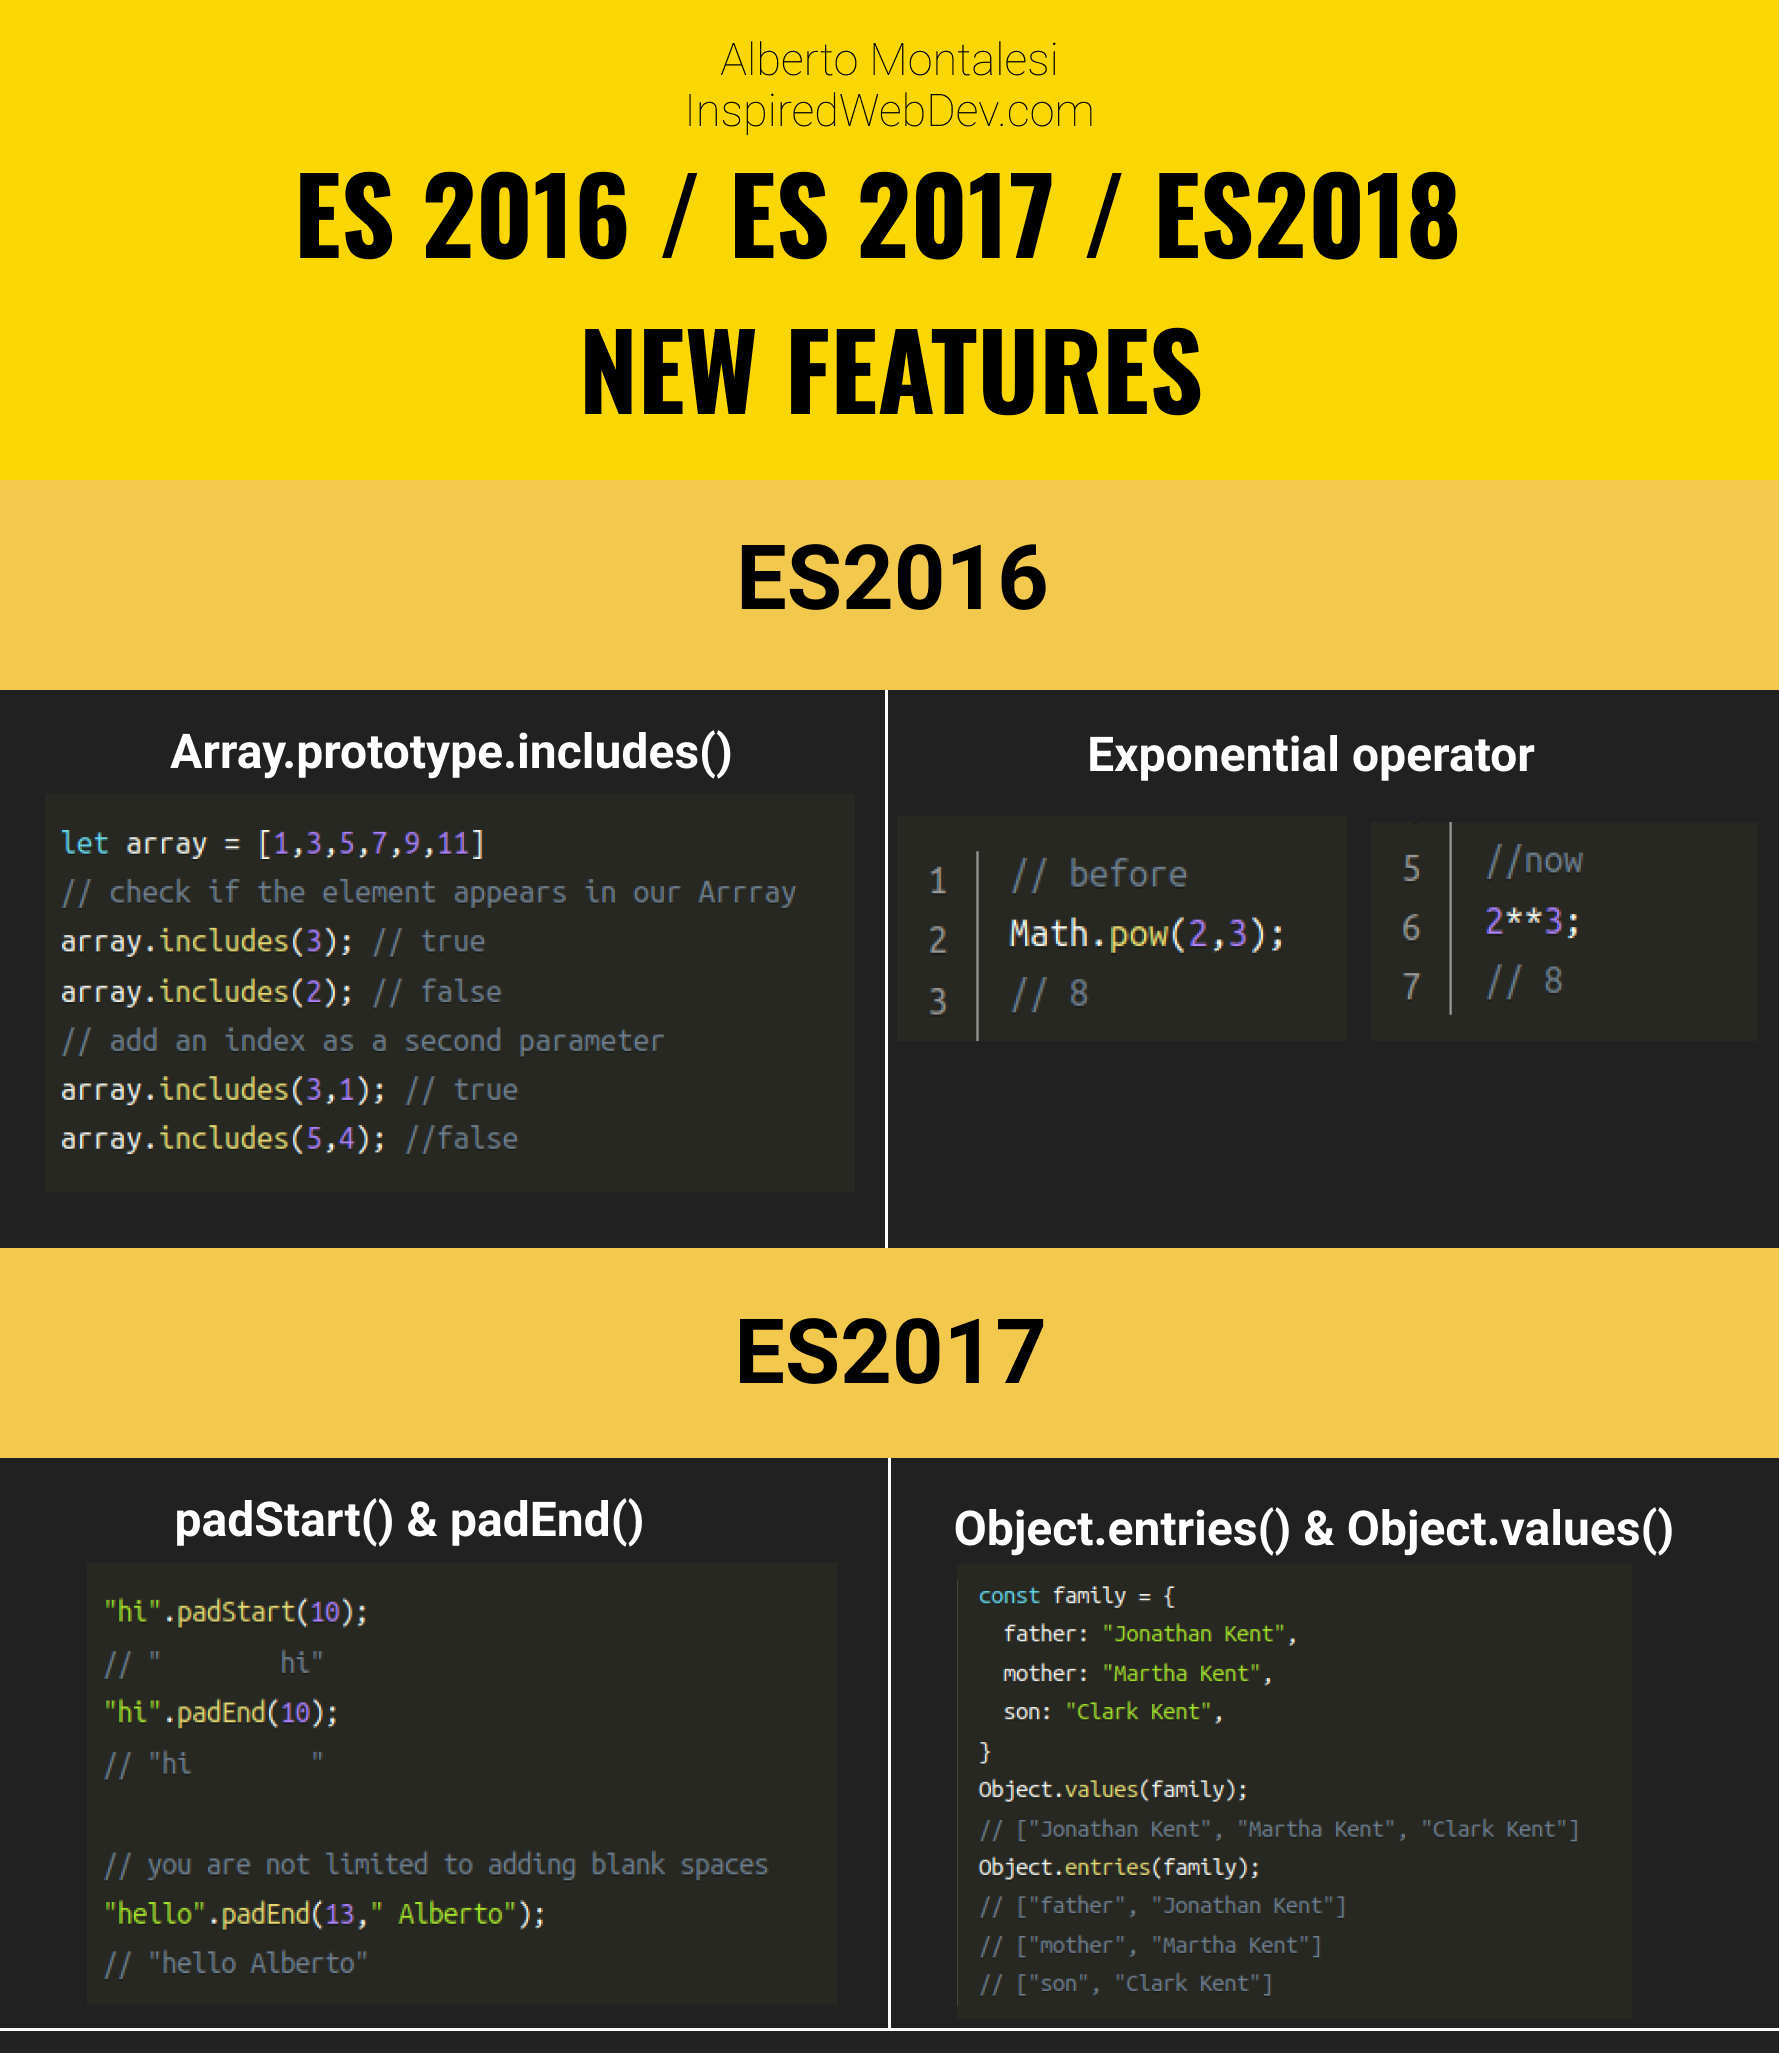 Alberto Montalesi
InspiredWebDev.com
ES 2016 / ES 2017 / ES2018
NEW FEATURES
ES2016
Array.prototype.includes()
let array = [1,3,5,7,9,11]
// check if the element appears in our Arrray
array.includes(3); // true
array.includes(2); // false
// add an index as a second parameter
array.includes(3,1); // true
array.includes(5,4); //false
Exponential operator
1 // before
2 Math.pow(2,3);
3 // 8
5 //now
6 2**3;
7 // 8
ES2017
padStart() & padEnd()
"hi".padStart(10);
// "        hi"
"hi".padEnd(10);
// "hi        "
// you are not limited to adding blank spaces
"hello".padEnd(13," Alberto");
// "hello Alberto"
Object.entries() & Object.values()
const family = {
  father: "Jonathan Kent",
  mother: "Martha Kent",
  son: "Clark Kent",
}
Object.values(family);
// ["Jonathan Kent", "Martha Kent", "Clark Kent"]
Object.entries(family);
// ["father", "Jonathan Kent"]
// ["mother", "Martha Kent"]
// ["son", "Clark Kent"]